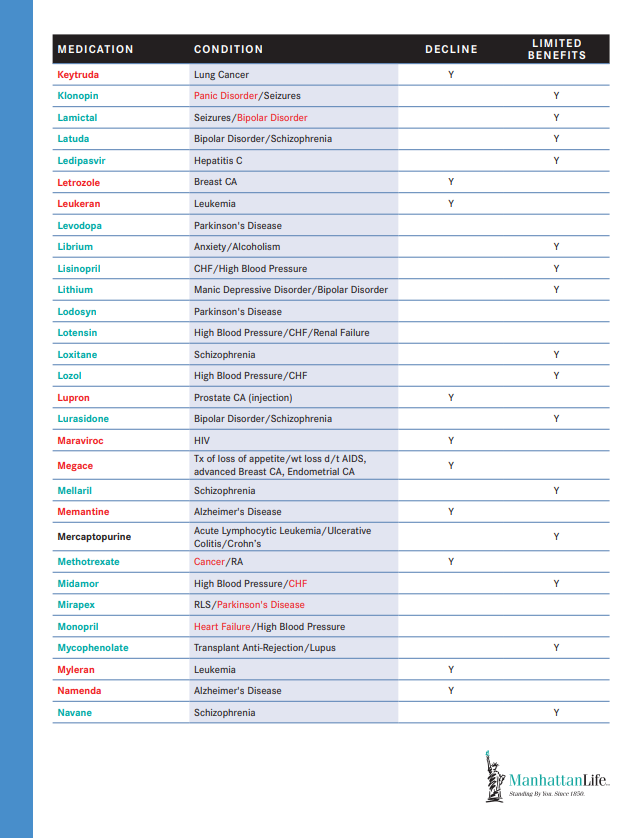 MEDICATION CONDITION DECLINE LIMITED BENEFITS
Keytruda Lung Cancer Y
Klonopin Panic Disorder/Seizures Y
Lamictal Seizures/Bipolar Disorder Y
Latuda Bipolar Disorder/Schizophrenia Y
Ledipasvir Hepatitis C Y
Letrozole Breast CA Y
Leukeran Leukemia Y
Levodopa Parkinson's Disease
Librium Anxiety/Alcoholism Y
Lisinopril CHF/High Blood Pressure Y
Lithium Manic Depressive Disorder/Bipolar Disorder Y
Lodosyn Parkinson's Disease
Lotensin High Blood Pressure/CHF/Renal Failure
Loxitane Schizophrenia Y
Lozol High Blood Pressure/CHF Y
Lupron Prostate CA (injection) Y
Lurasidone Bipolar Disorder/Schizophrenia Y
Maraviroc HIV Y
Megace Tx of loss of appetite/wt loss d/t AIDS,
advanced Breast CA, Endometrial CA Y
Mellaril Schizophrenia Y
Memantine Alzheimer's Disease Y
Mercaptopurine Acute Lymphocytic Leukemia/Ulcerative
Colitis/Crohn's Y
Methotrexate Cancer/RA Y
Midamor High Blood Pressure/CHF Y
Mirapex RLS/Parkinson's Disease
Monopril Heart Failure/High Blood Pressure
Mycophenolate Transplant Anti-Rejection/Lupus Y
Myleran Leukemia Y
Namenda Alzheimer's Disease Y
Navane Schizophrenia Y
ManhattanLife
Standing By You. Since 1850.